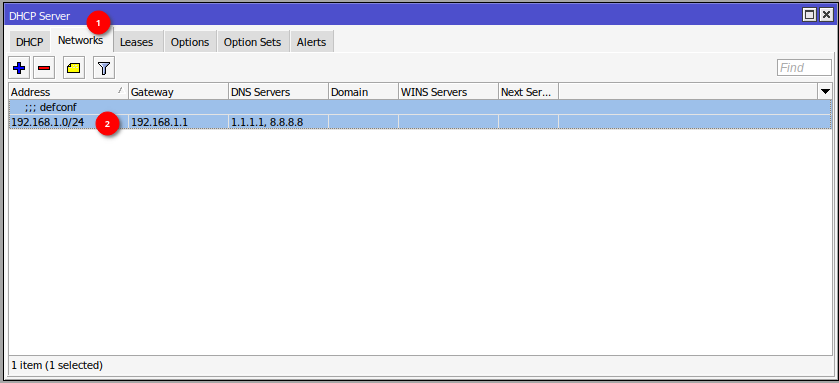 DHCP Server
1
DHCP Networks Leases Options Option Sets Alerts
Find
Address Gateway DNS Servers Domain WINS Servers Next Ser...
;;; defconf
192.168.1.0/24 2 192.168.1.1 1.1.1.1, 8.8.8.8
1 item (1 selected)